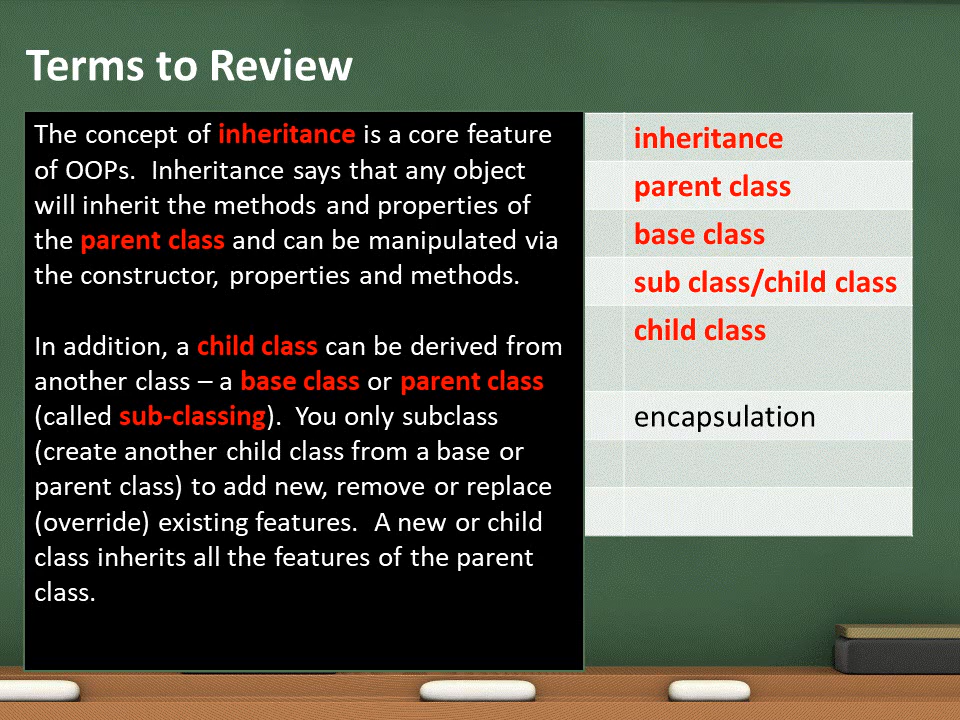 Terms to Review
The concept of inheritance is a core feature
of OOPs.  Inheritance says that any object
will inherit the methods and properties of
the parent class and can be manipulated via
the constructor, properties and methods.
In addition, a child class can be derived from
another class – a base class or parent class
(called sub-classing).  You only subclass
(create another child class from a base or
parent class) to add new, remove or replace
(override) existing features.  A new or child
class inherits all the features of the parent
class.
inheritance
parent class
base class
sub class/child class
child class
encapsulation